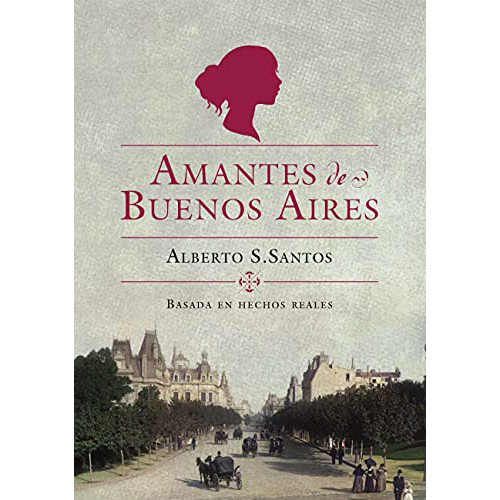 AMANTES de
BUENOS AIRES
ALBERTO S.SANTOS
BASADA EN HECHOS REALES